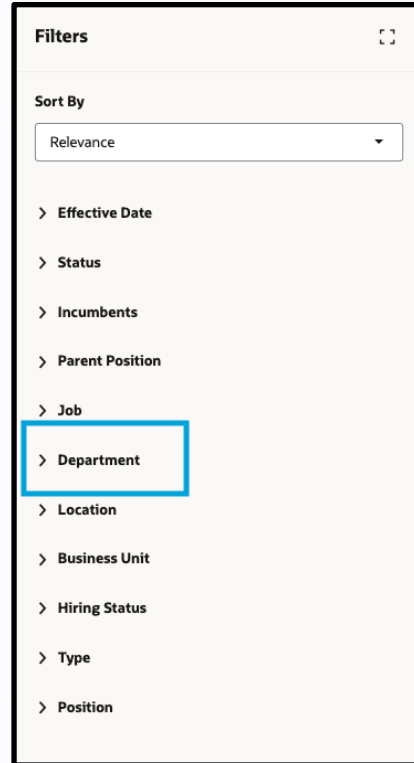 Filters
Sort By
Relevance
Effective Date
Status
Incumbents
Parent Position
Job
Department
Location
Business Unit
Hiring Status
Type
Position